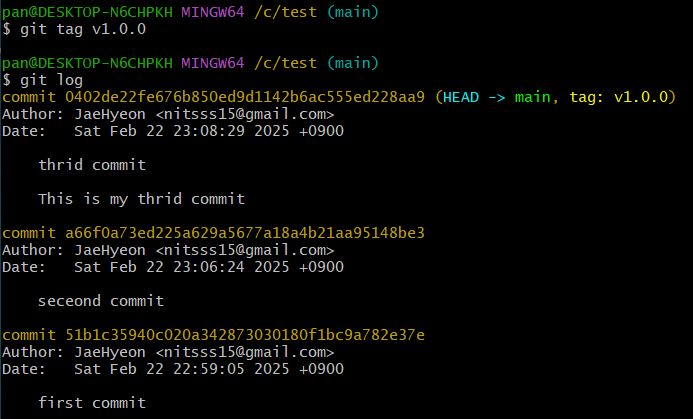 pan@DESKTOP-N6CHPKH MINGW64 /c/test (main)
$ git tag v1.0.0
pan@DESKTOP-N6CHPKH MINGW64 /c/test (main)
$ git log
commit 0402de22fe676b850ed9d1142b6ac555ed228aa9 (HEAD -> main, tag: v1.0.0)
Author: JaeHyeon <nitsss15@gmail.com>
Date:   Sat Feb 22 23:08:29 2025 +0900
    thrid commit
    This is my thrid commit
commit a66f0a73ed225a629a5677a18a4b21aa95148be3
Author: JaeHyeon <nitsss15@gmail.com>
Date:   Sat Feb 22 23:06:24 2025 +0900
    seceond commit
commit 51b1c35940c020a342873030180f1bc9a782e37e
Author: JaeHyeon <nitsss15@gmail.com>
Date:   Sat Feb 22 22:59:05 2025 +0900
    first commit